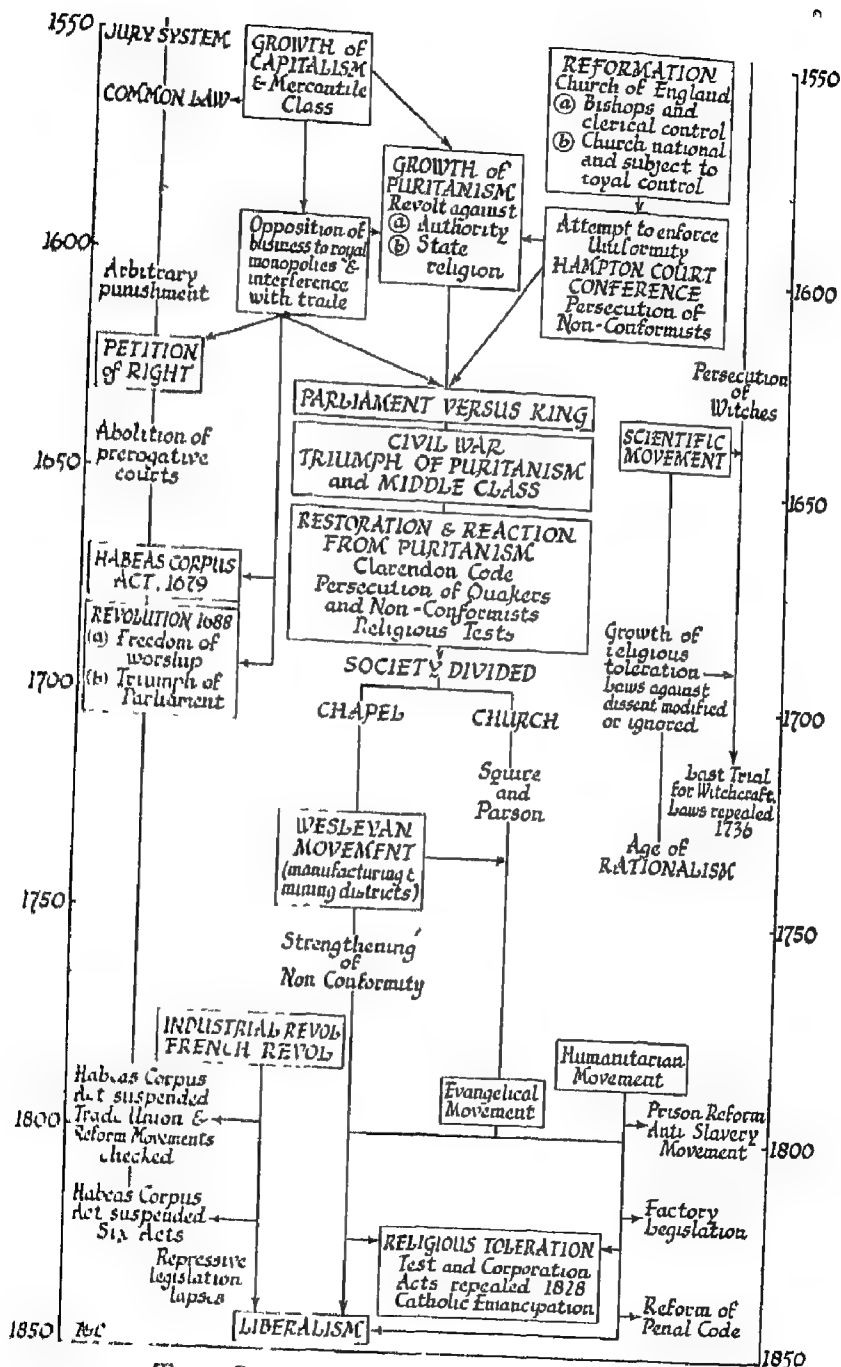 1550
JURY SYSTEM
COMMON LAW
GROWTH of
CAPITALISM
& Mercantile
Class
REFORMATION
Church of England
(a) Bishops and
clerical control
(b) Church national
and subject to
royal control
1550
GROWTH of
PURITANISM
Revolt against
(a) Authority
(b) State
religion
1600
Opposition of
business to royal
monopolies &
interference
with trade
Attempt to enforce
Uniformity
HAMPTON COURT
CONFERENCE
Persecution of
Non-Conformists
1600
Arbitrary
punishment
PETITION
of RIGHT
Persecution
of
Witches
PARLIAMENT VERSUS KING
Abolition of
prerogative
courts
1650
CIVIL WAR
TRIUMPH OF PURITANISM
and MIDDLE CLASS
SCIENTIFIC
MOVEMENT
1650
RESTORATION & REACTION
FROM PURITANISM
Clarendon Code
Persecution of Quakers
and Non-Conformists
Religious Tests
HABEAS CORPUS
ACT, 1679
REVOLUTION 1688
(a) Freedom of
worship
(b) Triumph of
Parliament
1700
Growth of
religious
toleration
Laws against
dissent modified
or ignored
1700
SOCIETY DIVIDED
CHAPEL
CHURCH
Squire
and
Parson
Last Trial
for Witchcraft.
Laws repealed
1736
Age of
RATIONALISM
WESLEYAN
MOVEMENT
(manufacturing &
mining districts)
1750
1750
Strengthening
of
Non Conformity
INDUSTRIAL REVOL
FRENCH REVOL
Humanitarian
Movement
Evangelical
Movement
Habeas Corpus
Act suspended
Trade Union &
Reform Movements
checked
1800
Prison Reform
Anti Slavery
Movement
1800
Habeas Corpus
Act suspended
Six Acts
Factory
Legislation
Repressive
legislation
lapses
RELIGIOUS TOLERATION
Test and Corporation
Acts repealed 1828
Catholic Emancipation
LIBERALISM
Reform of
Penal Code
1850
1850